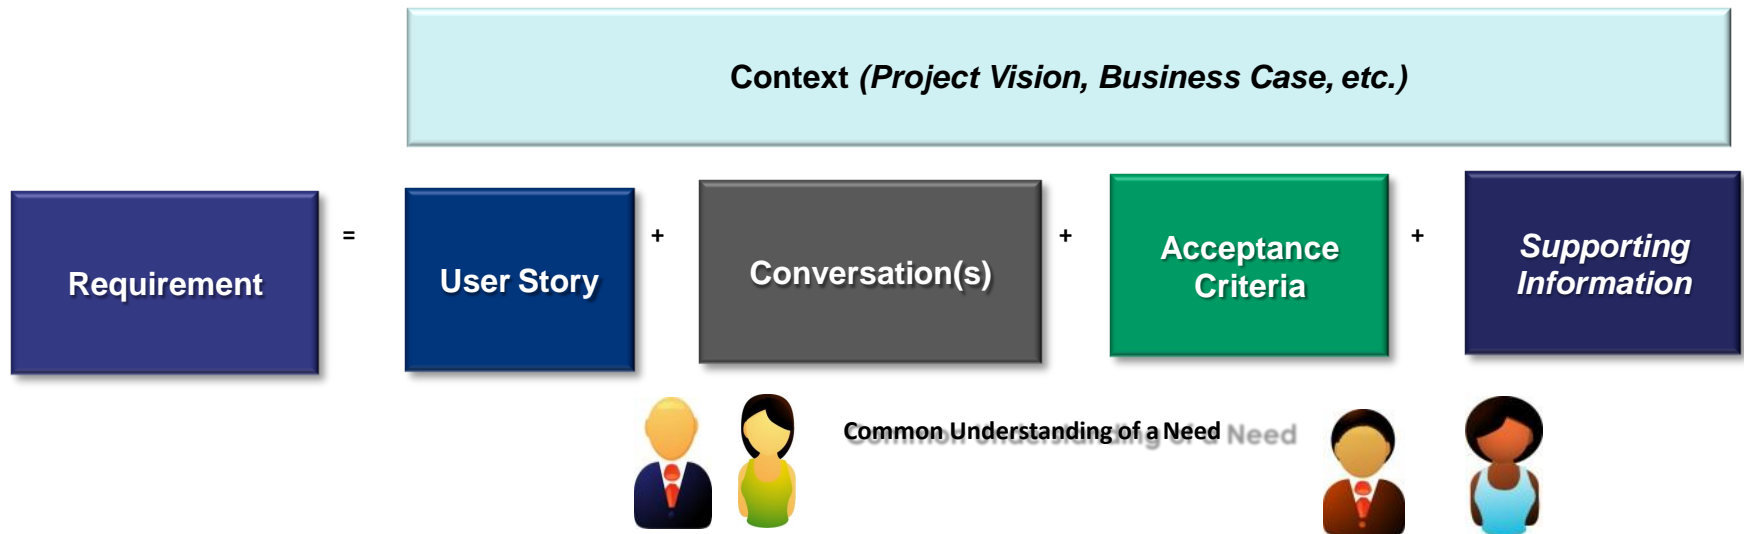 Context (Project Vision, Business Case, etc.)
Requirement
=
User Story
+
Conversation(s)
+
Acceptance
Criteria
+
Supporting
Information
Common Understanding of a Need